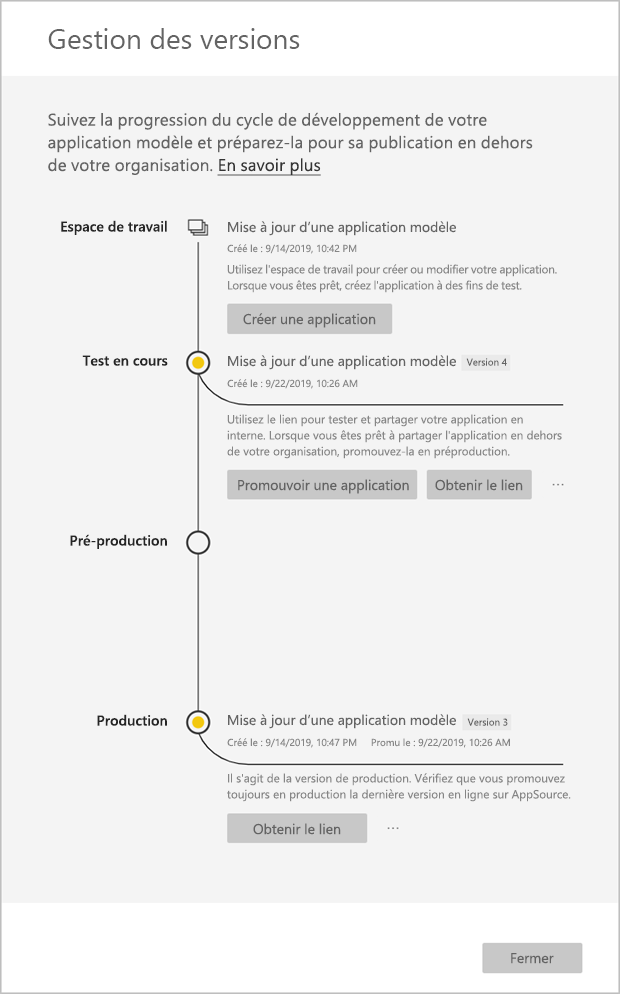 Gestion des versions
Suivez la progression du cycle de développement de votre
application modèle et préparez-la pour sa publication en dehors
de votre organisation. En savoir plus
Espace de travail
Mise à jour d'une application modèle
Créé le : 9/14/2019, 10:42 PM
Utilisez l'espace de travail pour créer ou modifier votre application.
Lorsque vous êtes prêt, créez l'application à des fins de test.
Créer une application
Test en cours
Mise à jour d'une application modèle Version 4
Créé le : 9/22/2019, 10:26 AM
Utilisez le lien pour tester et partager votre application en
interne. Lorsque vous êtes prêt à partager l'application en dehors
de votre organisation, promouvez-la en préproduction.
Promouvoir une application Obtenir le lien ...
Pré-production
Production
Mise à jour d'une application modèle Version 3
Créé le : 9/14/2019, 10:47 PM Promu le : 9/22/2019, 10:26 AM
Il s'agit de la version de production. Vérifiez que vous promouvez
toujours en production la dernière version en ligne sur AppSource.
Obtenir le lien ...
Fermer